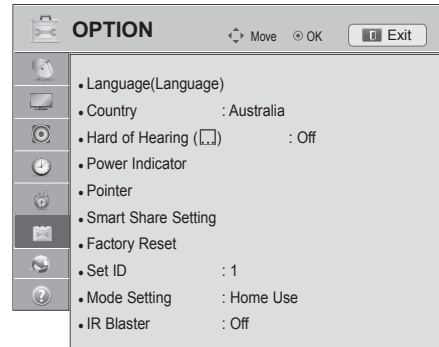 OPTION Move OK Exit
• Language(Language)
• Country : Australia
• Hard of Hearing ( ) : Off
• Power Indicator
• Pointer
• Smart Share Setting
• Factory Reset
• Set ID : 1
• Mode Setting : Home Use
• IR Blaster : Off
?